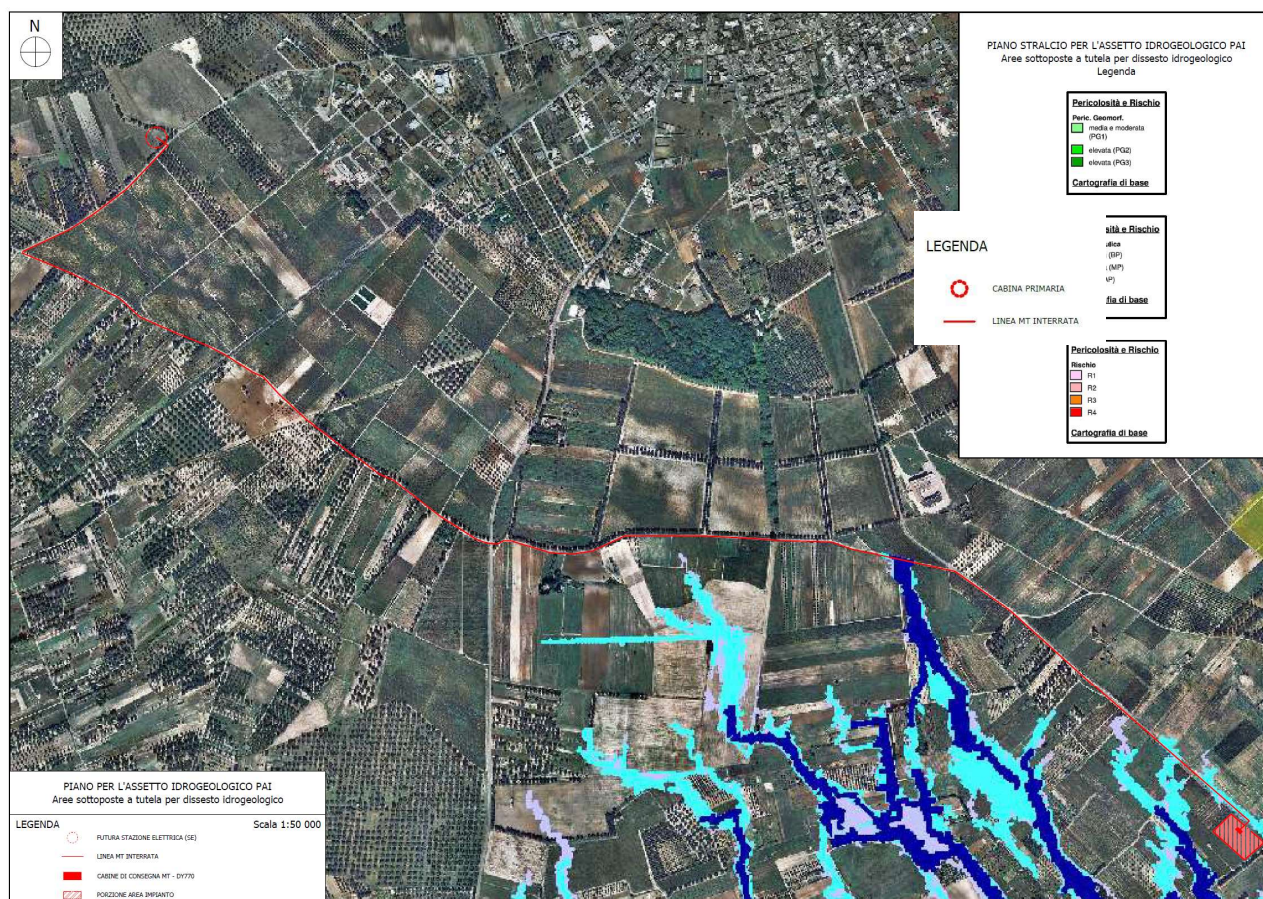 N
PIANO STRALCIO PER L'ASSETTO IDROGEOLOGICO PAI
Aree sottoposte a tutela per dissesto idrogeologico
Legenda
Pericolosità e Rischio
Peric. Geomorf.
media e moderata
(PG1)
elevata (PG2)
elevata (PG3)
Cartografia di base
sità e Rischio
(BP)
(MP)
fia di base
LEGENDA
CABINA PRIMARIA
LINEA MT INTERRATA
Pericolosità e Rischio
Rischio
R1
R2
R3
R4
Cartografia di base
PIANO PER L'ASSETTO IDROGEOLOGICO PAI
Aree sottoposte a tutela per dissesto idrogeologico
LEGENDA Scala 1:50 000
FUTURA STAZIONE ELETTRICA (SE)
LINEA MT INTERRATA
CABINE DI CONSEGNA MT - DY770
PORZIONE AREA IMPIANTO